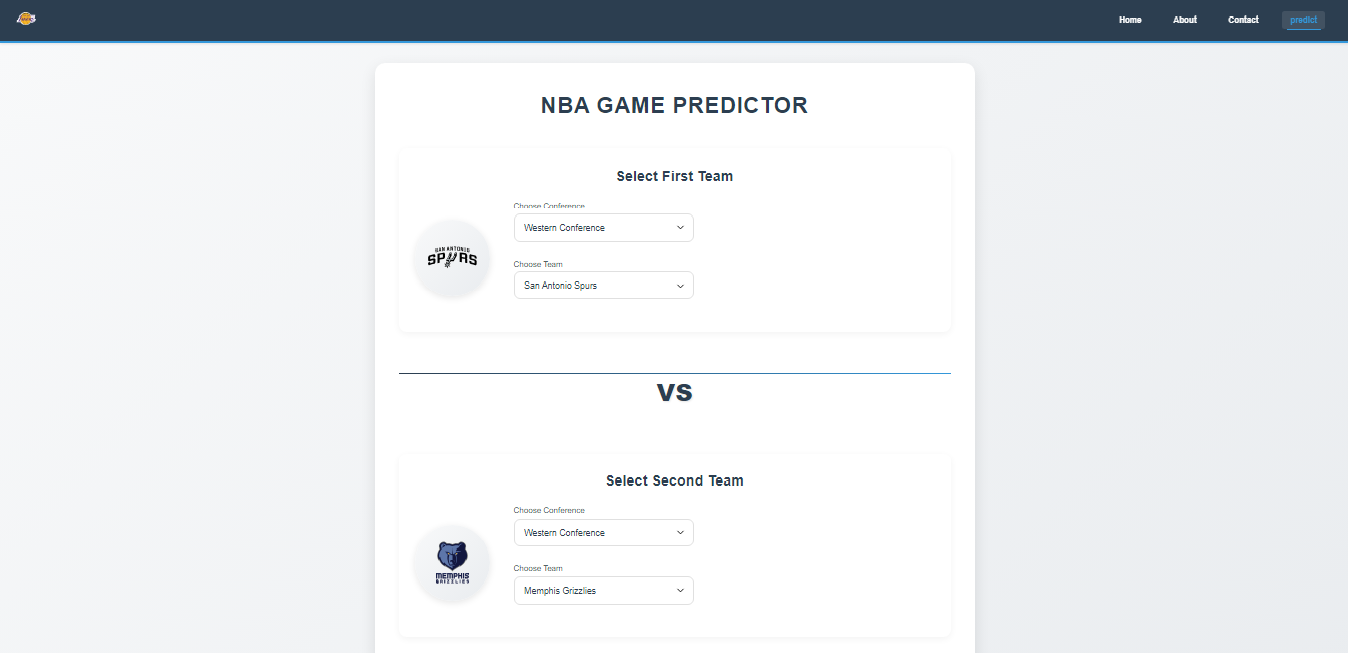 Home About Contact predict
NBA GAME PREDICTOR
Select First Team
Choose Conference
Western Conference
SAN ANTONIO
SPURS
Choose Team
San Antonio Spurs
VS
Select Second Team
Choose Conference
Western Conference
MEMPHIS
GRIZZLIES
Choose Team
Memphis Grizzlies